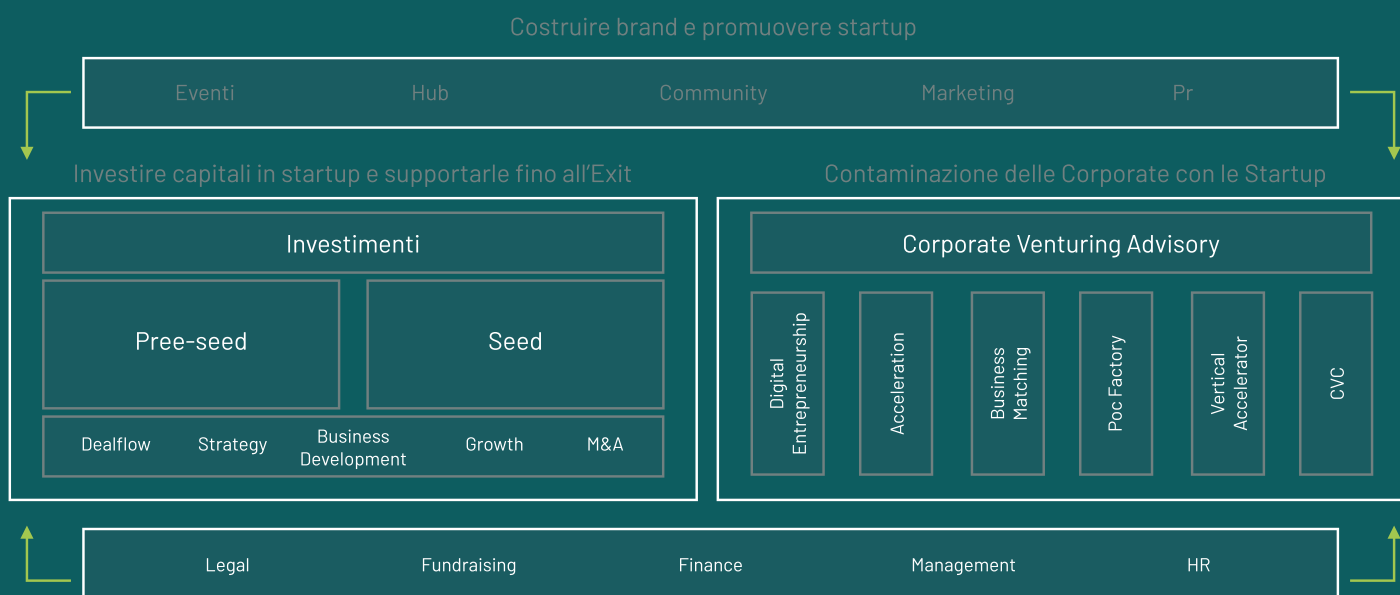 Costruire brand e promuovere startup
Eventi Hub Community Marketing Pr
Investire capitali in startup e supportarle fino all'Exit
Contaminazione delle Corporate con le Startup
Investimenti
Pree-seed Seed
Dealflow Strategy Business Development Growth M&A
Corporate Venturing Advisory
Digital
Entrepreneurship
Acceleration
Business
Matching
Poc Factory
Vertical
Accelerator
CVC
Legal Fundraising Finance Management HR